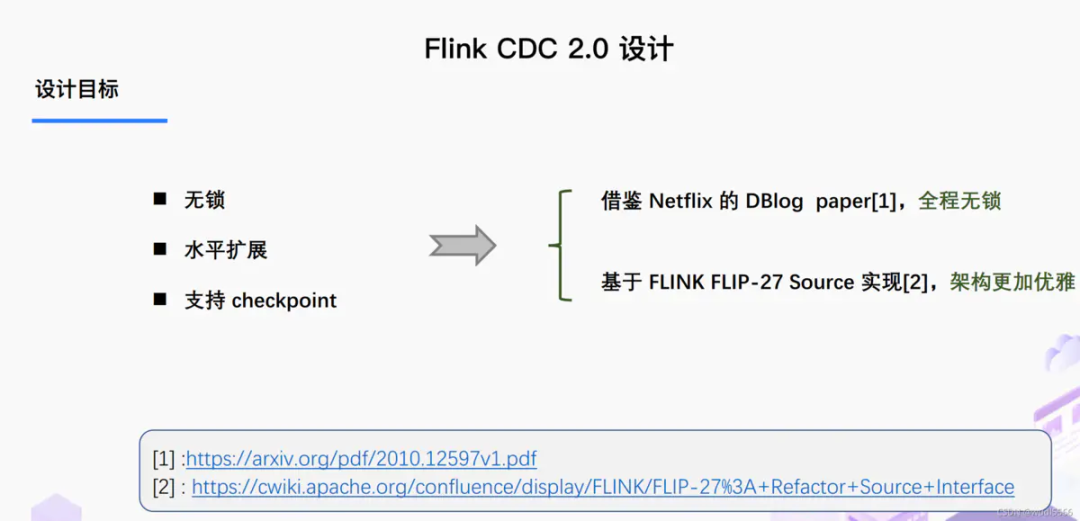 Flink CDC 2.0 设计
设计目标
■ 无锁
■ 水平扩展
■ 支持 checkpoint
借鉴 Netflix 的 DBlog paper[1]，全程无锁
基于 FLINK FLIP-27 Source 实现[2]，架构更加优雅
[1] :https://arxiv.org/pdf/2010.12597v1.pdf
[2] : https://cwiki.apache.org/confluence/display/FLINK/FLIP-27%3A+Refactor+Source+Interface